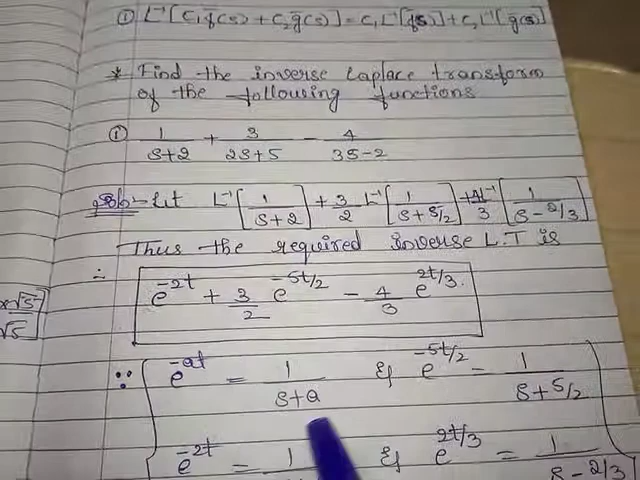 ① L⁻¹[C₁f̄(s) + C₂ḡ(s)] = C₁L⁻¹[f̄(s)] + C₂L⁻¹[ḡ(s)]
* Find the inverse Laplace transform
of the following functions
① 1/(s+2) + 3/(2s+5) - 4/(3s-2)
Solo- Let L⁻¹[1/(s+2)] + 3/2 L⁻¹[1/(s+5/2)] + 4/3 L⁻¹[1/(s-2/3)]
Thus the required inverse L.T is
∴ e^(-2t) + 3/2 e^(-5t/2) - 4/3 e^(2t/3).
√5
∵ e^(-at) = 1/(s+a) & e^(-5t/2) = 1/(s+5/2)
e^(-2t) = 1 & e^(2t/3) = 1/(s-2/3)